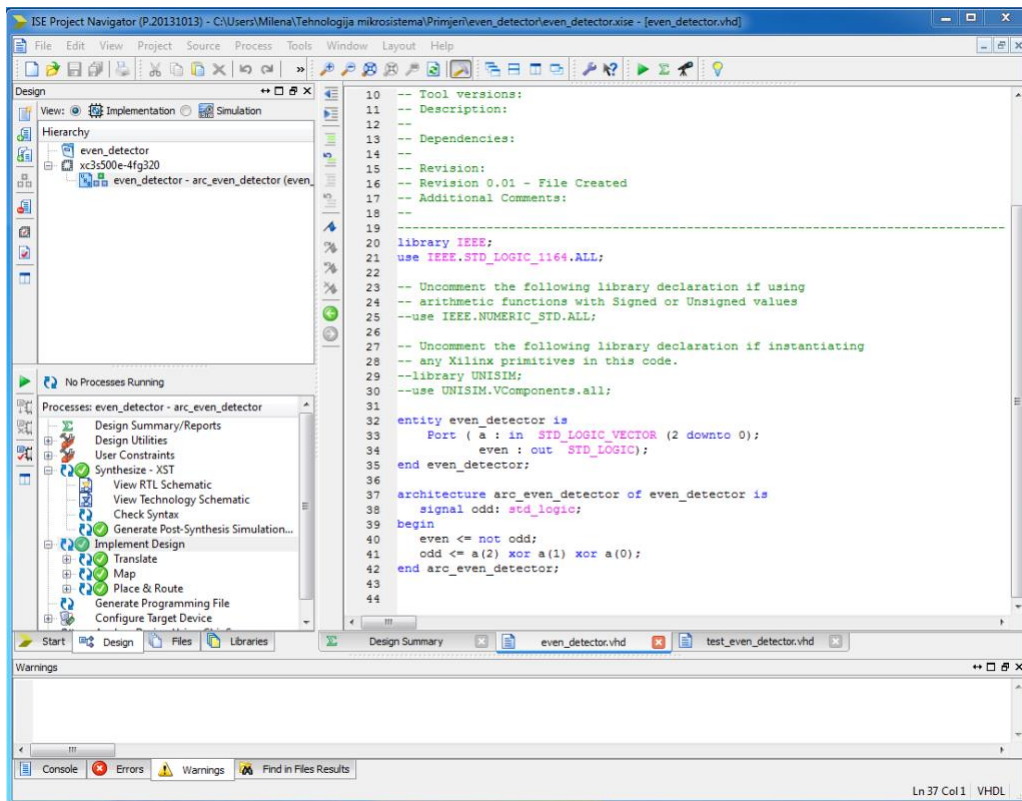 ISE Project Navigator (P.20131013) - C:\Users\Milena\Tehnologija mikrosistema\Primjeri\even_detector\even_detector.xise - [even_detector.vhd]
File Edit View Project Source Process Tools Window Layout Help
Design
View: Implementation Simulation
Hierarchy
even_detector
xc3s500e-4fg320
even_detector - arc_even_detector (even_
No Processes Running
Processes: even_detector - arc_even_detector
Design Summary/Reports
Design Utilities
User Constraints
Synthesize - XST
View RTL Schematic
View Technology Schematic
Check Syntax
Generate Post-Synthesis Simulation...
Implement Design
Translate
Map
Place & Route
Generate Programming File
Configure Target Device
Start Design Files Libraries
10 -- Tool versions:
11 -- Description:
12 --
13 -- Dependencies:
14 --
15 -- Revision:
16 -- Revision 0.01 - File Created
17 -- Additional Comments:
18 --
19 ----------------------------------------------------------------------------------
20 library IEEE;
21 use IEEE.STD_LOGIC_1164.ALL;
22
23 -- Uncomment the following library declaration if using
24 -- arithmetic functions with Signed or Unsigned values
25 --use IEEE.NUMERIC_STD.ALL;
26
27 -- Uncomment the following library declaration if instantiating
28 -- any Xilinx primitives in this code.
29 --library UNISIM;
30 --use UNISIM.VComponents.all;
31
32 entity even_detector is
33 Port ( a : in STD_LOGIC_VECTOR (2 downto 0);
34 even : out STD_LOGIC);
35 end even_detector;
36
37 architecture arc_even_detector of even_detector is
38 signal odd: std_logic;
39 begin
40 even <= not odd;
41 odd <= a(2) xor a(1) xor a(0);
42 end arc_even_detector;
43
44
Design Summary even_detector.vhd test_even_detector.vhd
Warnings
Console Errors Warnings Find in Files Results
Ln 37 Col 1 VHDL